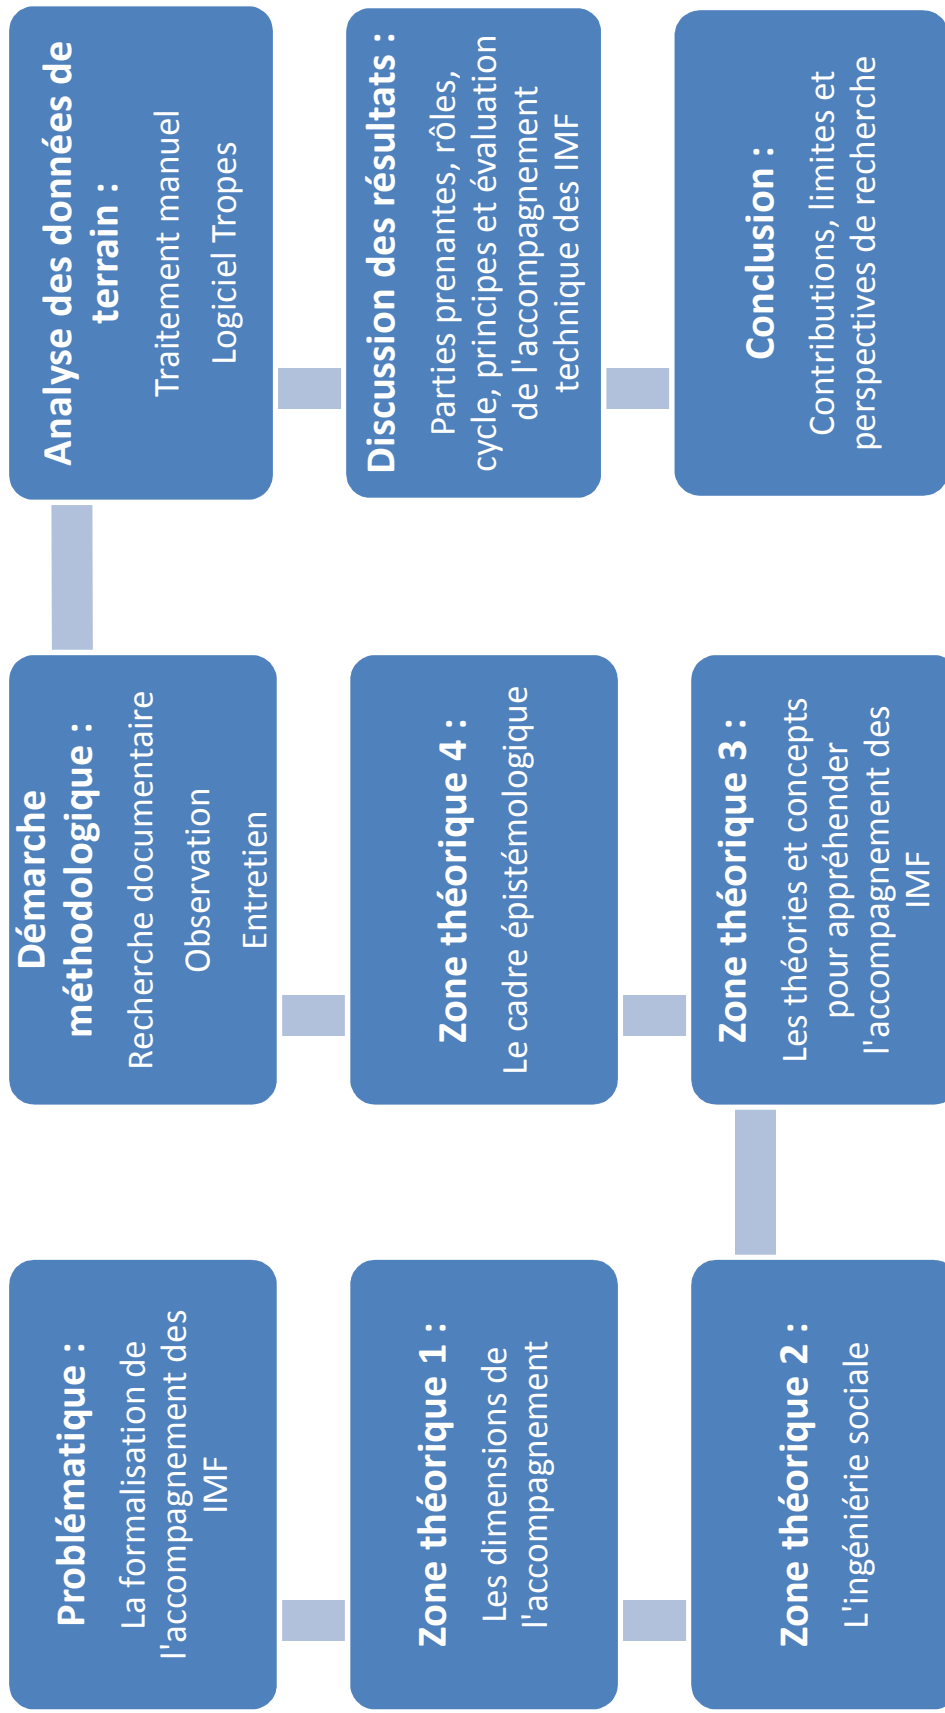 Problématique :
La formalisation de
l'accompagnement des
IMF
Zone théorique 1 :
Les dimensions de
l'accompagnement
Zone théorique 2 :
L'ingéniérie sociale
Zone théorique 3 :
Les théories et concepts
pour appréhender
l'accompagnement des
IMF
Zone théorique 4 :
Le cadre épistémologique
Démarche
méthodologique :
Recherche documentaire
Observation
Entretien
Analyse des données de
terrain :
Traitement manuel
Logiciel Tropes
Discussion des résultats :
Parties prenantes, rôles,
cycle, principes et évaluation
de l'accompagnement
technique des IMF
Conclusion :
Contributions, limites et
perspectives de recherche